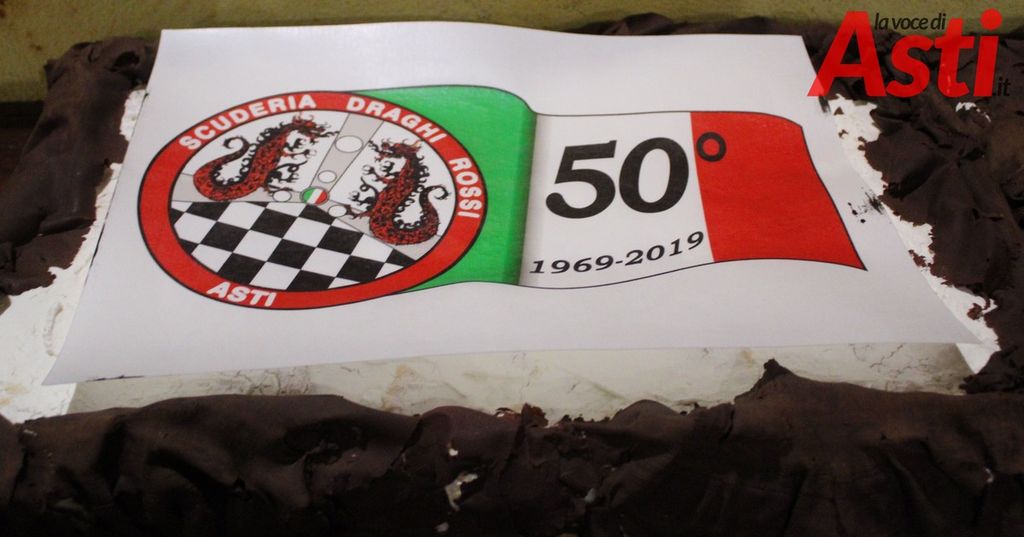 la voce di
Asti
.it
SCUDERIA DRAGHI ROSSI
ASTI
50°
1969-2019